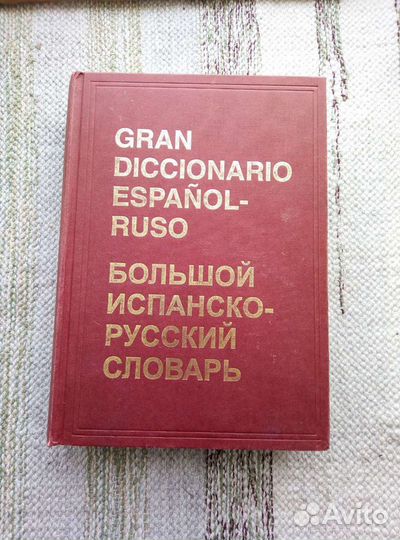 GRAN
DICCIONARIO
ESPAÑOL-
RUSO
БОЛЬШОЙ
ИСПАНСКО-
РУССКИЙ
СЛОВАРЬ
Avito